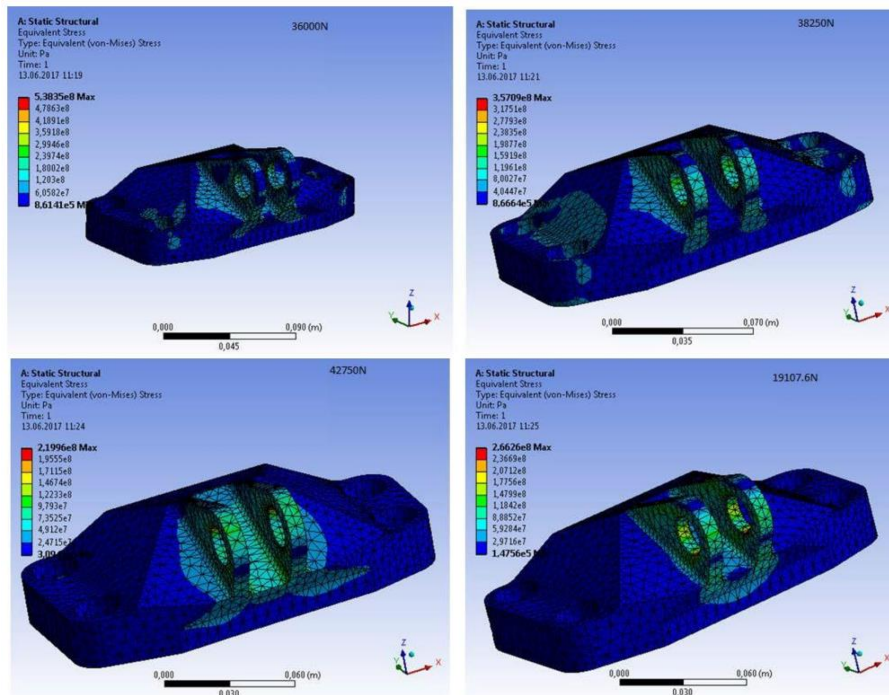 A: Static Structural
36000N
Equivalent Stress
Type: Equivalent (von-Mises) Stress
Unit: Pa
Time: 1
13.06.2017 11:19
5,3835e8 Max
4,7863e8
4,1891e8
3,5918e8
2,9946e8
2,3974e8
1,8002e8
1,203e8
6,0582e7
8,6141e5
Z
Y
X
0,000
0,090 (m)
0,045
A: Static Structural
38250N
Equivalent Stress
Type: Equivalent (von-Mises) Stress
Unit: Pa
Time: 1
13.06.2017 11:21
3,5709e8 Max
3,1751e8
2,7793e8
2,3835e8
1,9877e8
1,5919e8
1,1961e8
8,0027e7
4,0447e7
8,6664e5
Z
Y
X
0,000
0,070 (m)
0,035
A: Static Structural
42750N
Equivalent Stress
Type: Equivalent (von-Mises) Stress
Unit: Pa
Time: 1
13.06.2017 11:24
2,1996e8 Max
1,9555e8
1,7115e8
1,4674e8
1,2233e8
9,793e7
7,3525e7
4,912e7
2,4715e7
Z
Y
X
0,000
0,060 (m)
0,030
A: Static Structural
19107.6N
Equivalent Stress
Type: Equivalent (von-Mises) Stress
Unit: Pa
Time: 1
13.06.2017 11:25
2,6626e8 Max
2,3669e8
2,0712e8
1,7756e8
1,4799e8
1,1842e8
8,8852e7
5,9284e7
2,9716e7
1,4756e5
Z
Y
X
0,000
0,060 (m)
0,030